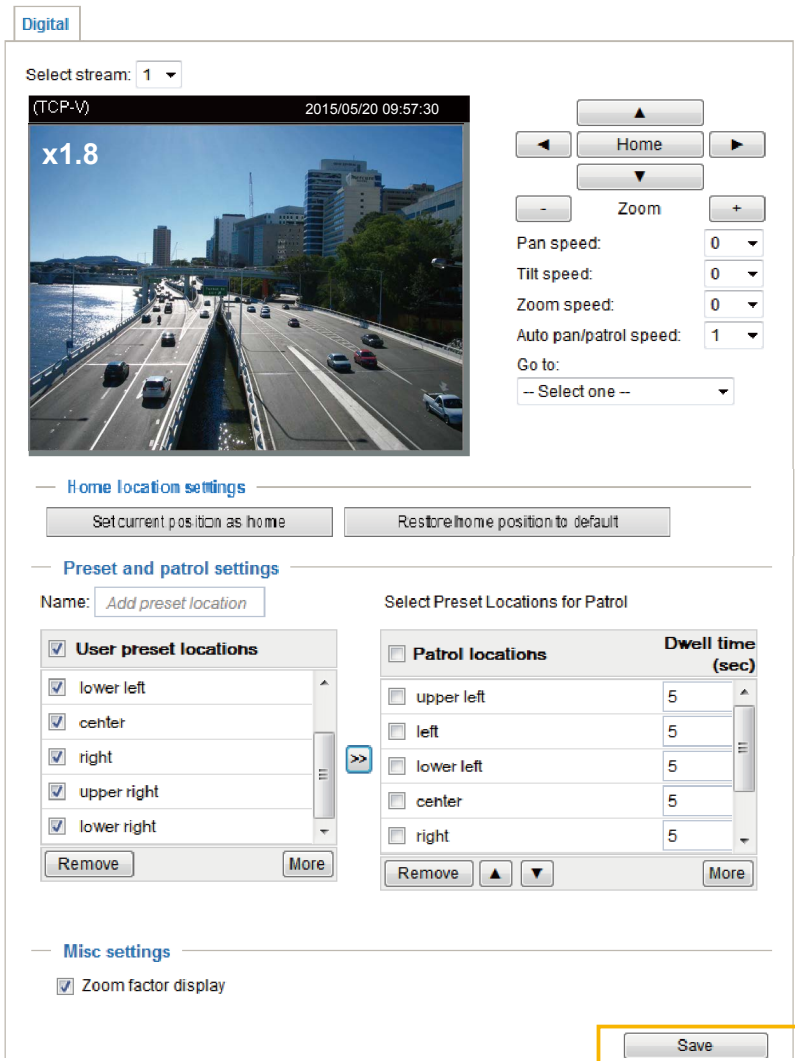 Digital
Select stream: 1
(TCP-V) 2015/05/20 09:57:30
x1.8
Home
- Zoom +
Pan speed: 0
Tilt speed: 0
Zoom speed: 0
Auto pan/patrol speed: 1
Go to:
-- Select one --
Home location settings
Set current position as home Restore home position to default
Preset and patrol settings
Name: Add preset location
User preset locations
lower left
center
right
upper right
lower right
Remove More
>>
Select Preset Locations for Patrol
Patrol locations Dwell time (sec)
upper left 5
left 5
lower left 5
center 5
right 5
Remove More
Misc settings
Zoom factor display
Save